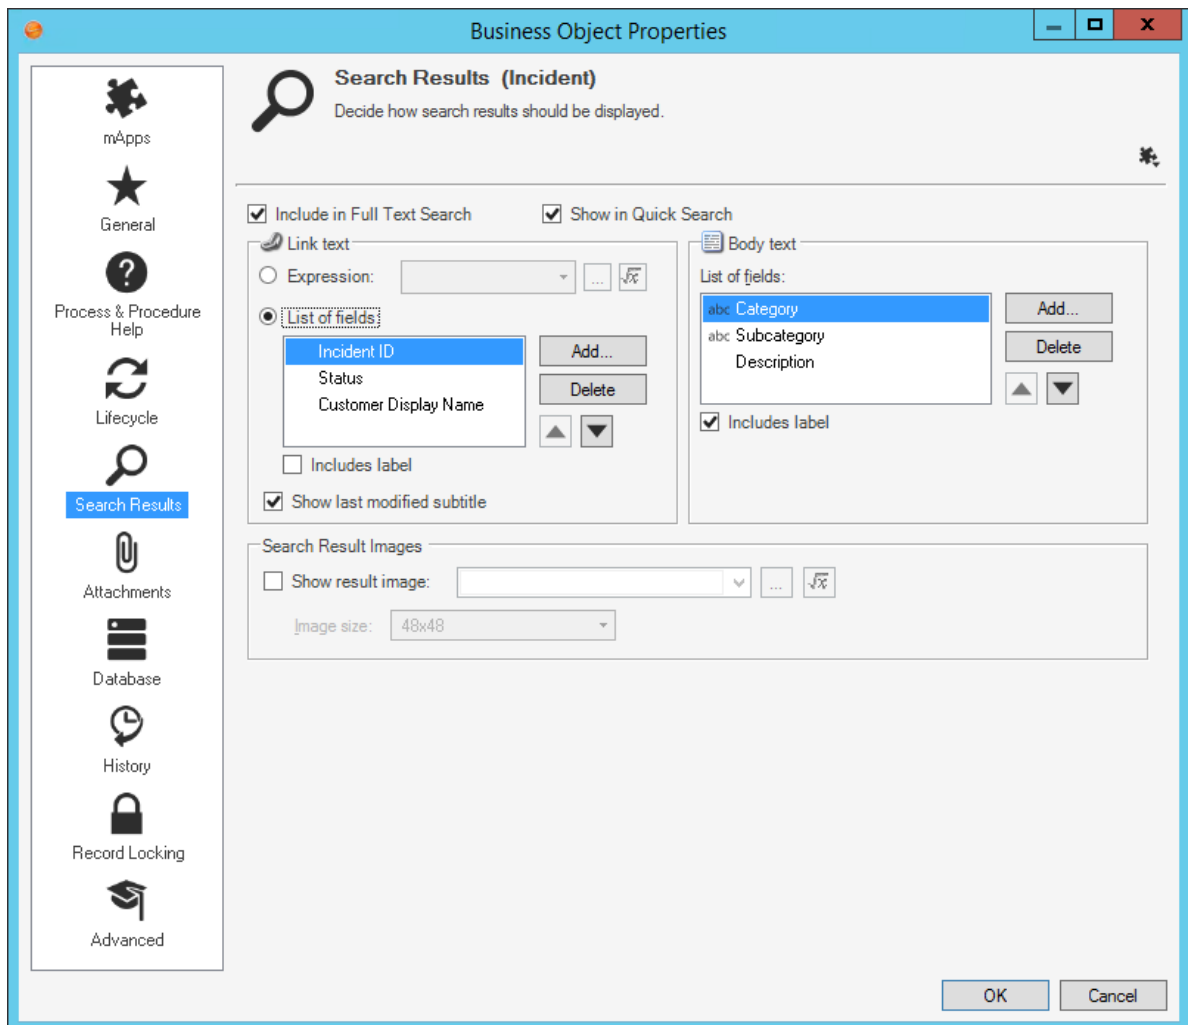 Business Object Properties
mApps
General
Process & Procedure
Help
Lifecycle
Search Results
Attachments
Database
History
Record Locking
Advanced
Search Results (Incident)
Decide how search results should be displayed.
Include in Full Text Search
Show in Quick Search
Link text
Expression:
...
√x
List of fields
Incident ID
Status
Customer Display Name
Add...
Delete
Includes label
Show last modified subtitle
Body text
List of fields:
abc Category
abc Subcategory
Description
Add...
Delete
Includes label
Search Result Images
Show result image:
...
√x
Image size:
48x48
OK
Cancel